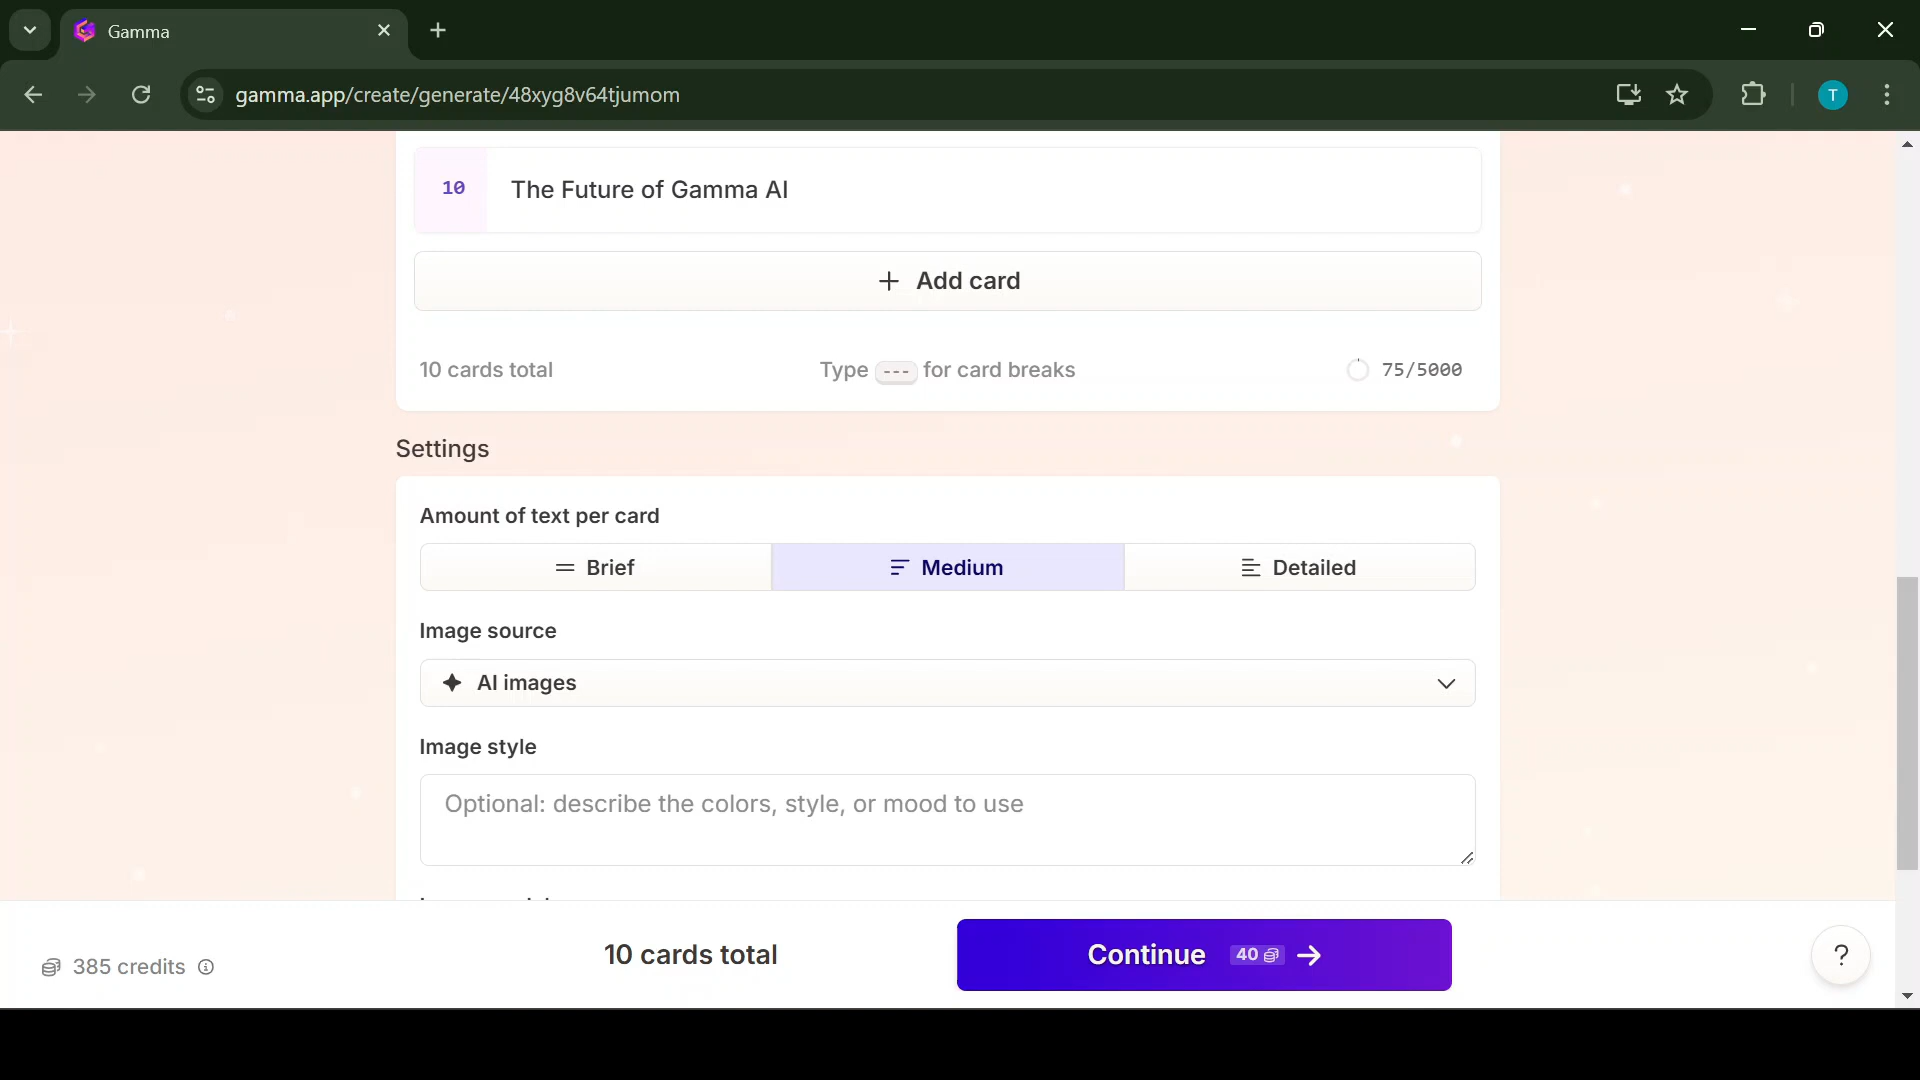 Gamma
gamma.app/create/generate/48xyg8v64tjumom
T
10 The Future of Gamma AI
+ Add card
10 cards total Type --- for card breaks 75/5000
Settings
Amount of text per card
Brief Medium Detailed
Image source
AI images
Image style
Optional: describe the colors, style, or mood to use
385 credits 10 cards total Continue 40 → ?